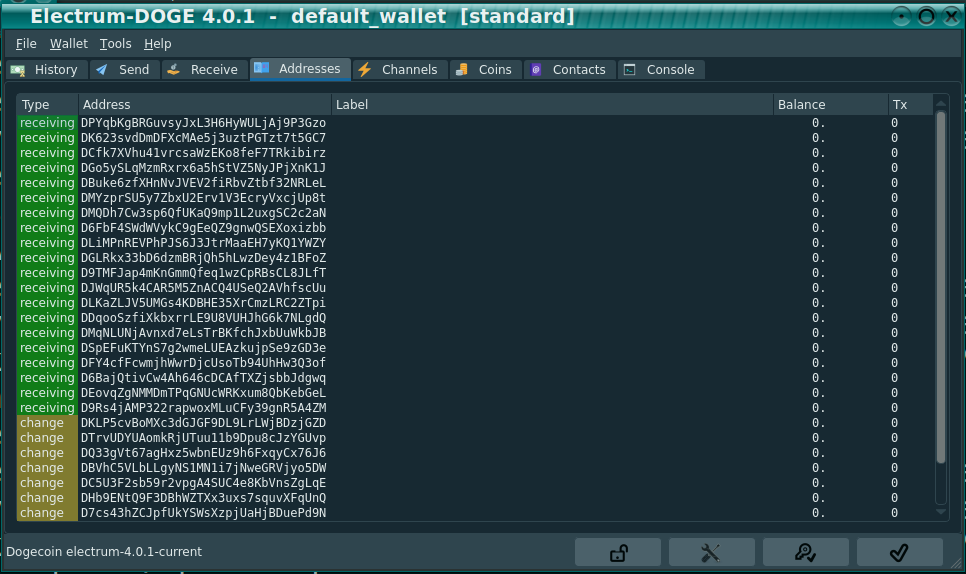 Electrum-DOGE 4.0.1 - default_wallet [standard]
File Wallet Tools Help
History Send Receive Addresses Channels Coins Contacts Console
Type Address Label Balance Tx
receiving DPYqbKgBRGuvsyJxL3H6HyWULjAj9P3Gzo 0. 0
receiving DK623svdDmDFXcMAe5j3uztPGTzt7t5GC7 0. 0
receiving DCfk7XVhu41vrcsaWzEKo8feF7TRkibirz 0. 0
receiving DGo5ySLqMzmRxrx6a5hStVZ5NyJPjXnK1J 0. 0
receiving DBuke6zfXHnNvJVEV2fiRbvZtbf32NRLeL 0. 0
receiving DMYzprSU5y7ZbxU2Erv1V3EcryVxcjUp8t 0. 0
receiving DMQDh7Cw3sp6QfUKaQ9mp1L2uxgSC2c2aN 0. 0
receiving D6FbF4SWdWVykC9gEeQZ9gnwQSEXoxizbb 0. 0
receiving DLiMPnREVPhPJS6J3JtrMaaEH7yKQ1YWZY 0. 0
receiving DGLRkx33bD6dzmBRjQh5hLwzDey4z1BFoZ 0. 0
receiving D9TMFJap4mKnGmmQfeq1wzCpRBsCL8JLfT 0. 0
receiving DJWqUR5k4CAR5M5ZnACQ4USeQ2AVhfscUu 0. 0
receiving DLKaZLJV5UMGs4KDBHE35XrCmzLRC2ZTpi 0. 0
receiving DDqooSzfiXkbxrrLE9U8VUHJhG6k7NLgdQ 0. 0
receiving DMqNLUNjAvnxd7eLsTrBKfchJxbUuWkbJB 0. 0
receiving DSpEFuKTYnS7g2wmeLUEAzkujpSe9zGD3e 0. 0
receiving DFY4cfFcwmjhWwrDjcUsoTb94UhHw3Q3of 0. 0
receiving D6BajQtivCw4Ah646cDCAfTXZjsbbJdgwq 0. 0
receiving DEovqZgNMMDmTPqGNUcWRKxum8QbKebGeL 0. 0
receiving D9Rs4jAMP322rapwoxMLuCFy39gnR5A4ZM 0. 0
change DKLP5cvBoMXc3dGJGF9DL9LrLWjBDzjGZD 0. 0
change DTrvUDYUAomkRjUTuu11b9Dpu8cJzYGUvp 0. 0
change DQ33gVt67agHxz5wbnEUz9h6FxqyCx76J6 0. 0
change DBVhC5VLbLLgyNS1MN1i7jNweGRVjyo5DW 0. 0
change DC5U3F2sb59r2vpgA4SUC4e8KbVnsZgLqE 0. 0
change DHb9ENtQ9F3DBhWZTXx3uxs7squvXFqUnQ 0. 0
change D7cs43hZCJpfUkYSWsXzpjUaHjBDuePd9N 0. 0
Dogecoin electrum-4.0.1-current